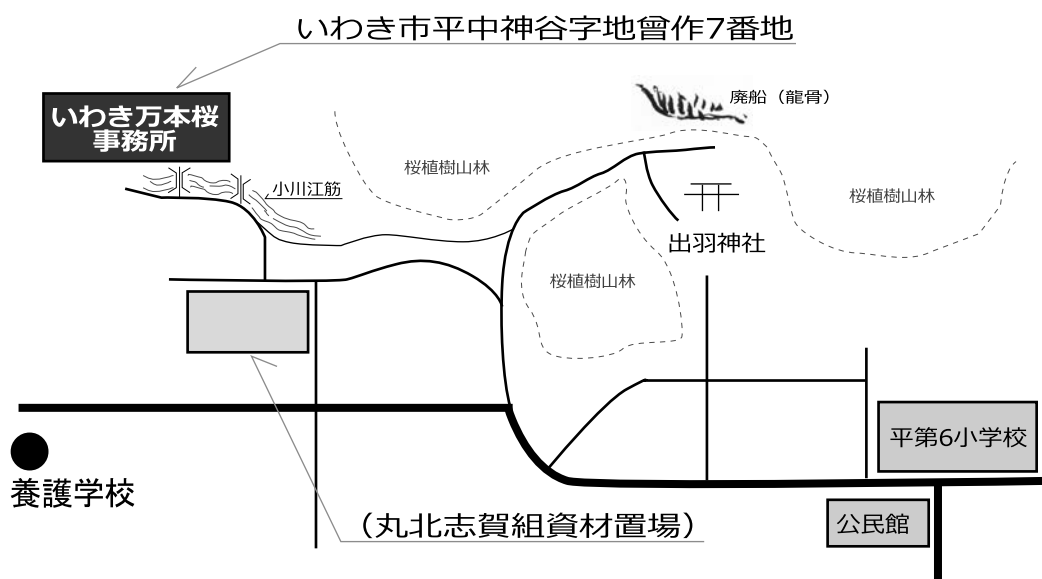 いわき市平中神谷字地曾作7番地
いわき万本桜
事務所
廃船（龍骨）
桜植樹山林
小川江筋
桜植樹山林
出羽神社
桜植樹山林
平第6小学校
養護学校
（丸北志賀組資材置場）
公民館